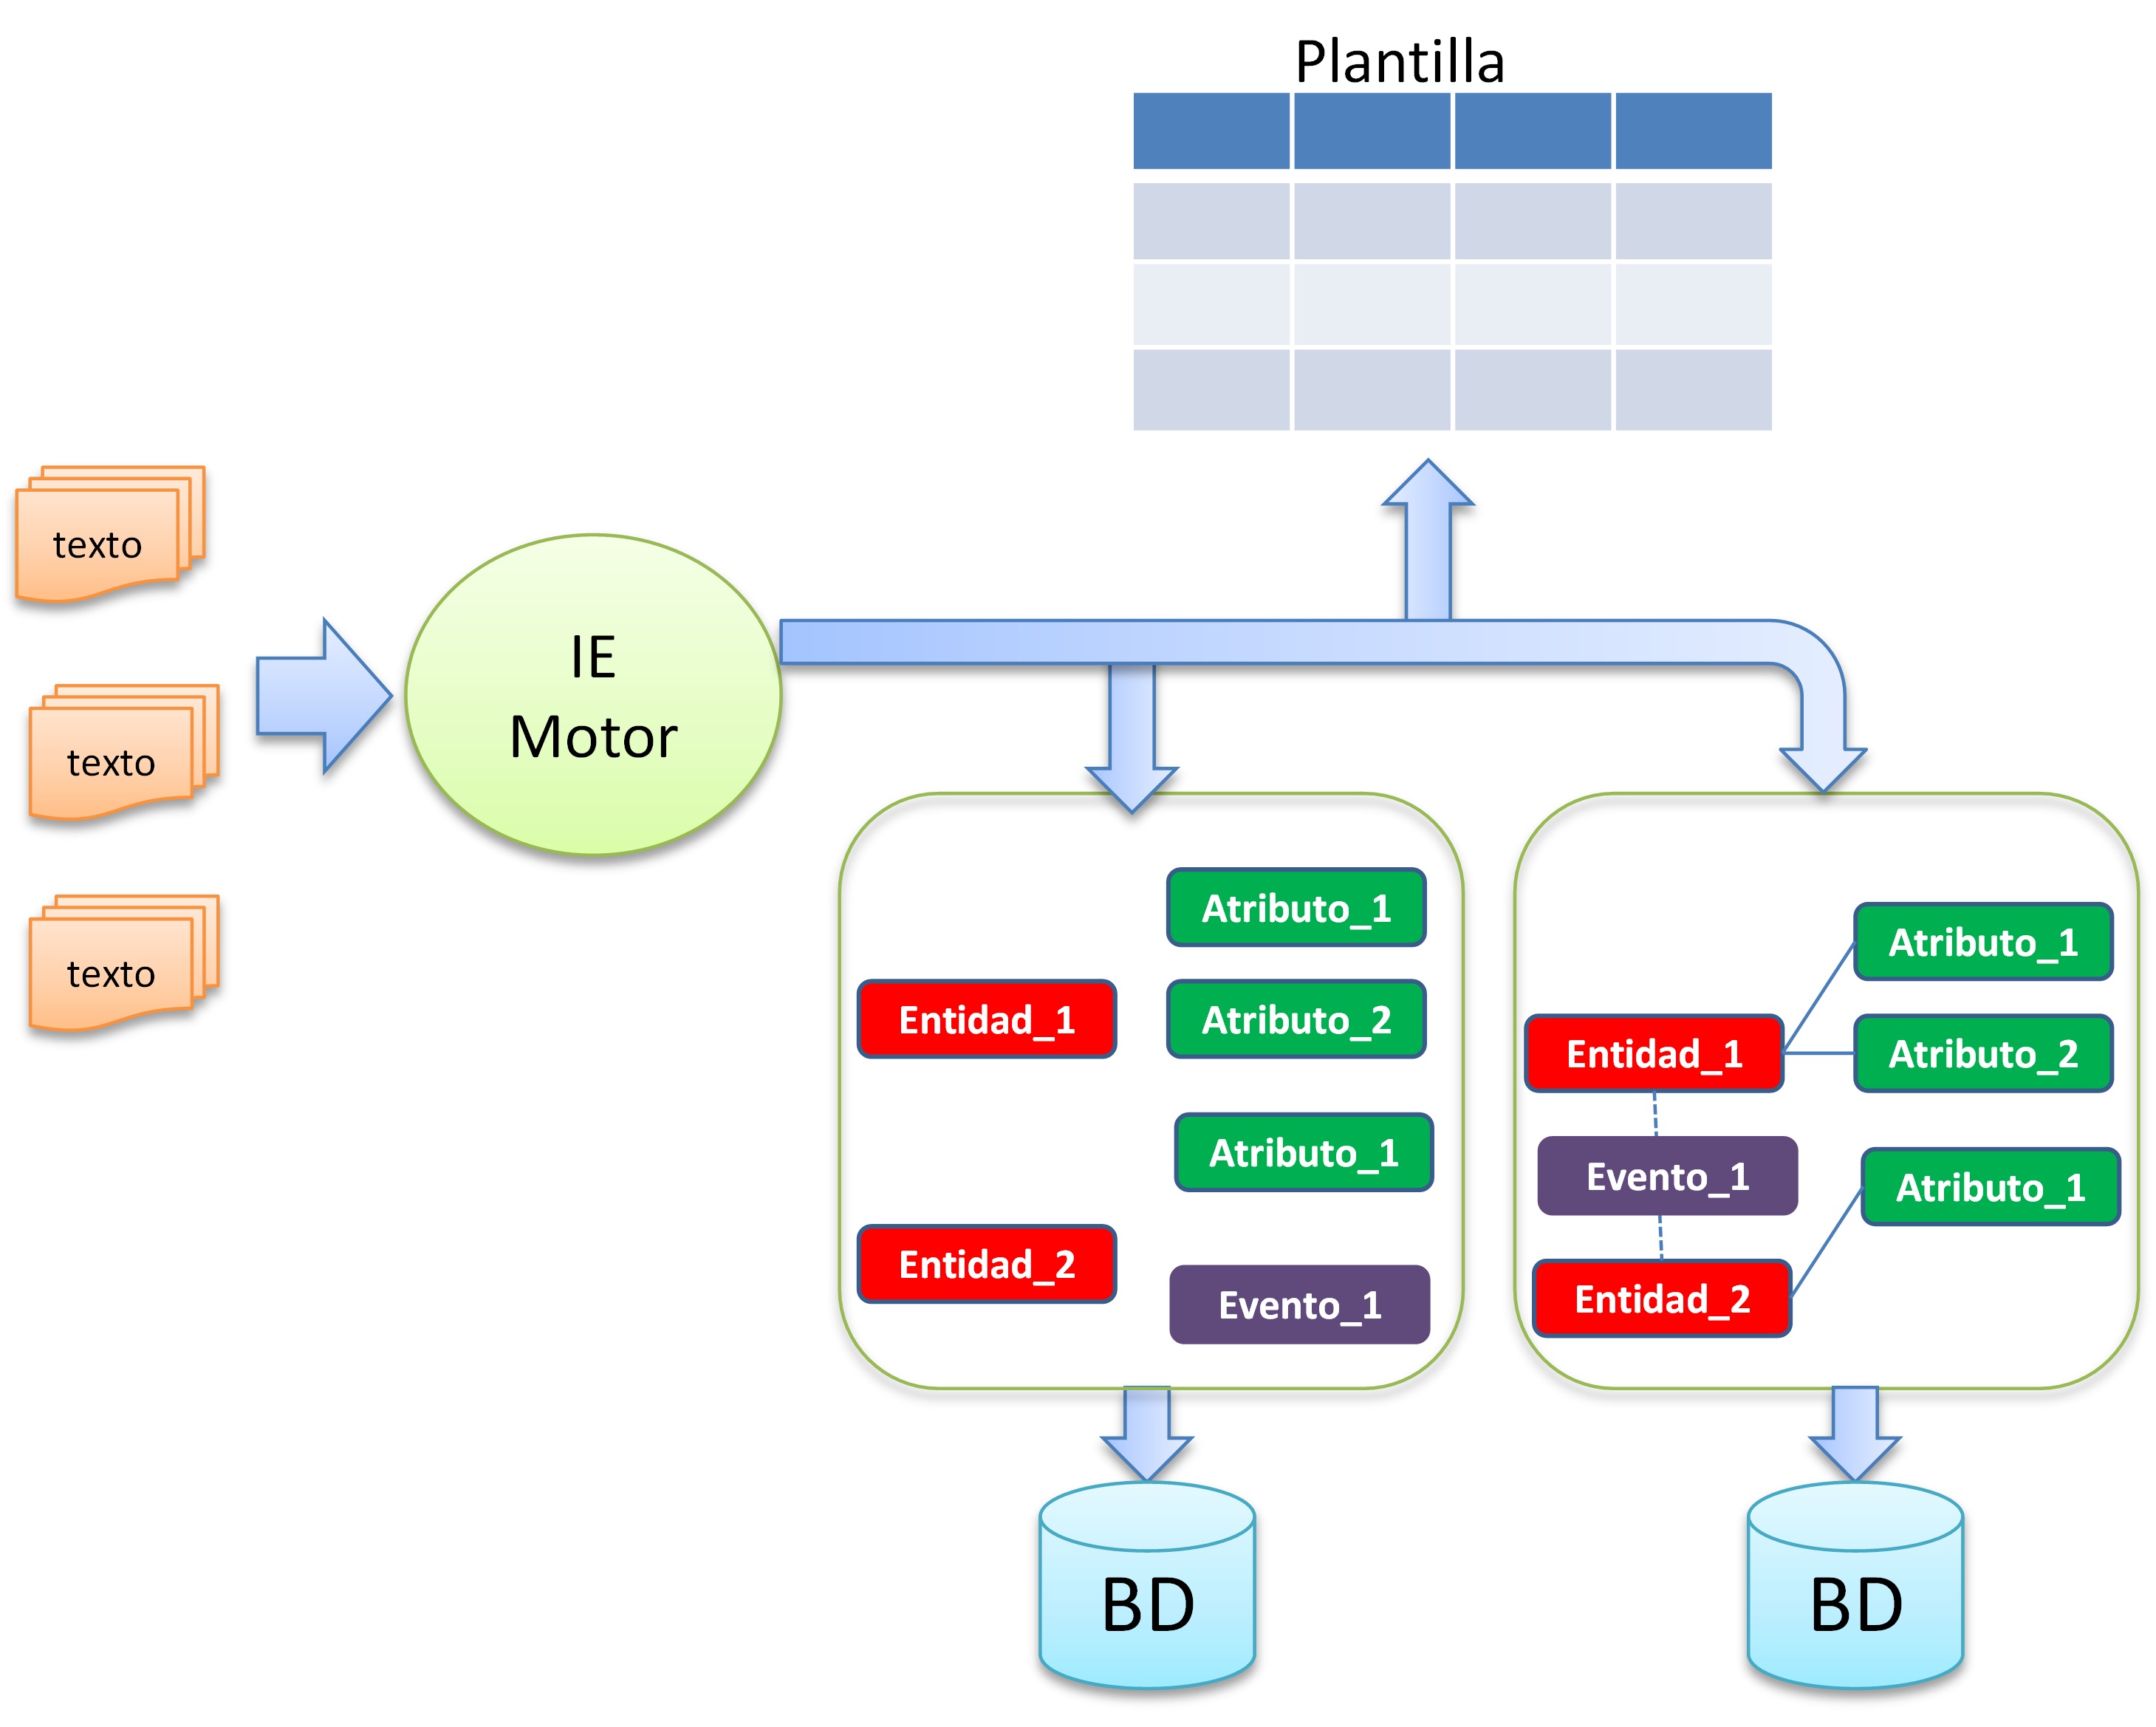 Plantilla
texto
texto
texto
IE
Motor
Atributo_1
Entidad_1
Atributo_2
Atributo_1
Entidad_2
Evento_1
Atributo_1
Entidad_1
Atributo_2
Evento_1
Atributo_1
Entidad_2
BD
BD